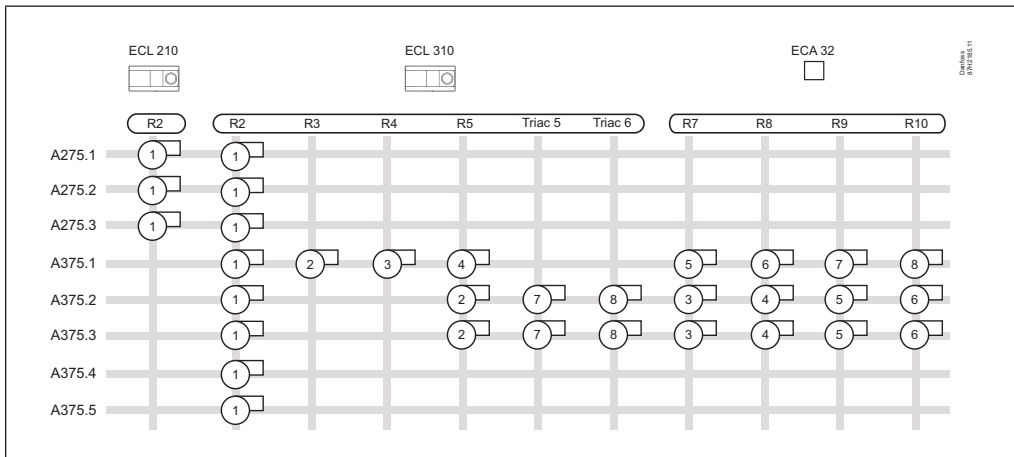 ECL 210 ECL 310 ECA 32
Danfoss
87H2185.11
R2 R2 R3 R4 R5 Triac 5 Triac 6 R7 R8 R9 R10
A275.1 1 1
A275.2 1 1
A275.3 1 1
A375.1 1 2 3 4 5 6 7 8
A375.2 1 2 7 8 3 4 5 6
A375.3 1 2 7 8 3 4 5 6
A375.4 1
A375.5 1